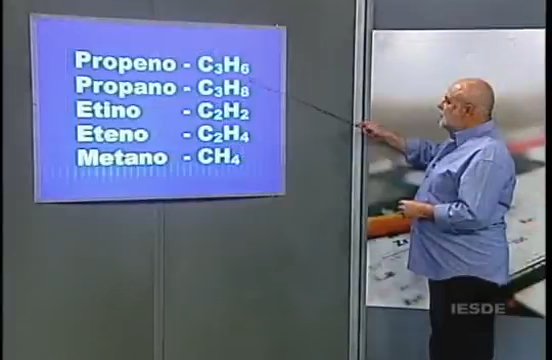 Propeno - C₃H₆
Propano - C₃H₈
Etino - C₂H₂
Eteno - C₂H₄
Metano - CH₄
IESDE